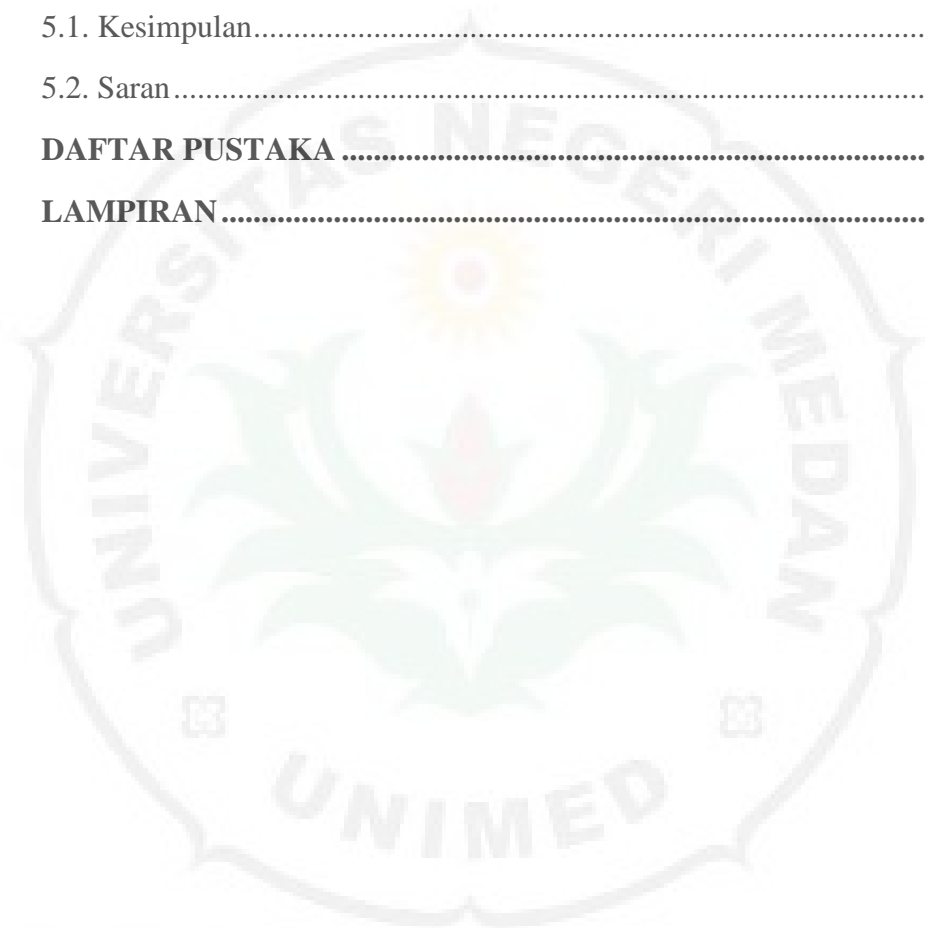 5.1. Kesimpulan........................................................................................
5.2. Saran..................................................................................................
DAFTAR PUSTAKA ..........................................................................
LAMPIRAN..........................................................................................
UNIVERSITAS NEGERI MEDAN
UNIMED